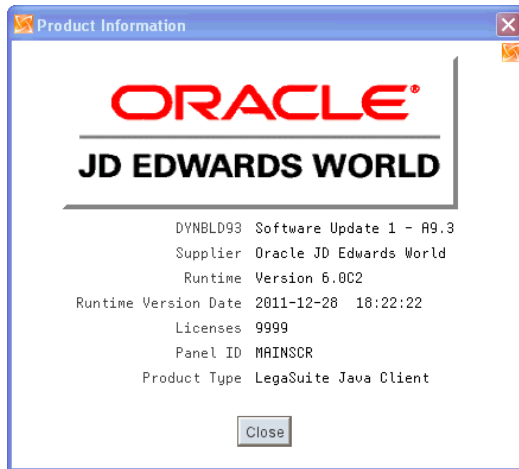 Product Information
ORACLE®
JD EDWARDS WORLD
DYNBLD93 Software Update 1 - A9.3
Supplier Oracle JD Edwards World
Runtime Version 6.0C2
Runtime Version Date 2011-12-28 18:22:22
Licenses 9999
Panel ID MAINSCR
Product Type LegaSuite Java Client
Close